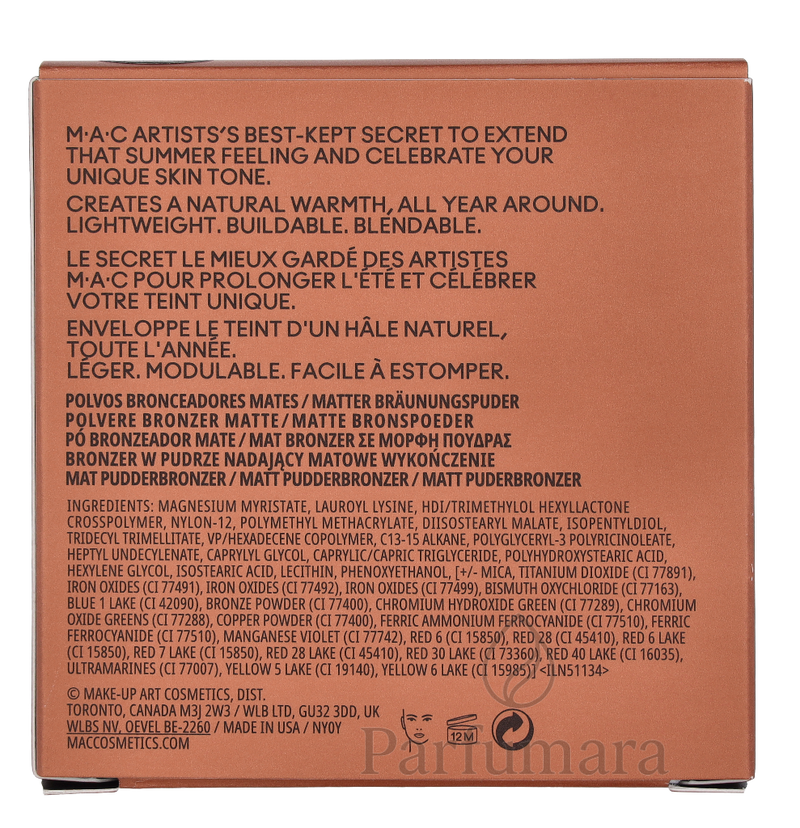 M·A·C ARTISTS'S BEST-KEPT SECRET TO EXTEND
THAT SUMMER FEELING AND CELEBRATE YOUR
UNIQUE SKIN TONE.
CREATES A NATURAL WARMTH, ALL YEAR AROUND.
LIGHTWEIGHT. BUILDABLE. BLENDABLE.
LE SECRET LE MIEUX GARDÉ DES ARTISTES
M·A·C POUR PROLONGER L'ÉTÉ ET CÉLÉBRER
VOTRE TEINT UNIQUE.
ENVELOPPE LE TEINT D'UN HÂLE NATUREL,
TOUTE L'ANNÉE.
LÉGER. MODULABLE. FACILE À ESTOMPER.
POLVOS BRONCEADORES MATES / MATTER BRÄUNUNGSPUDER
POLVERE BRONZER MATTE / MATTE BRONSPOEDER
PÓ BRONZEADOR MATE / MAT BRONZER ΣΕ ΜΟΡΦΗ ΠΟΥΔΡΑΣ
BRONZER W PUDRZE NADAJĄCY MATOWE WYKOŃCZENIE
MAT PUDDERBRONZER / MATT PUDDERBRONZER / MATT PUDERBRONZER
INGREDIENTS: MAGNESIUM MYRISTATE, LAUROYL LYSINE, HDI/TRIMETHYLOL HEXYLLACTONE
CROSSPOLYMER, NYLON-12, POLYMETHYL METHACRYLATE, DIISOSTEARYL MALATE, ISOPENTYLDIOL,
TRIDECYL TRIMELLITATE, VP/HEXADECENE COPOLYMER, C13-15 ALKANE, POLYGLYCERYL-3 POLYRICINOLEATE,
HEPTYL UNDECYLENATE, CAPRYLYL GLYCOL, CAPRYLIC/CAPRIC TRIGLYCERIDE, POLYHYDROXYSTEARIC ACID,
HEXYLENE GLYCOL, ISOSTEARIC ACID, LECITHIN, PHENOXYETHANOL, [+/- MICA, TITANIUM DIOXIDE (CI 77891),
IRON OXIDES (CI 77491), IRON OXIDES (CI 77492), IRON OXIDES (CI 77499), BISMUTH OXYCHLORIDE (CI 77163),
BLUE 1 LAKE (CI 42090), BRONZE POWDER (CI 77400), CHROMIUM HYDROXIDE GREEN (CI 77289), CHROMIUM
OXIDE GREENS (CI 77288), COPPER POWDER (CI 77400), FERRIC AMMONIUM FERROCYANIDE (CI 77510), FERRIC
FERROCYANIDE (CI 77510), MANGANESE VIOLET (CI 77742), RED 6 (CI 15850), RED 28 (CI 45410), RED 6 LAKE
(CI 15850), RED 7 LAKE (CI 15850), RED 28 LAKE (CI 45410), RED 30 LAKE (CI 73360), RED 40 LAKE (CI 16035),
ULTRAMARINES (CI 77007), YELLOW 5 LAKE (CI 19140), YELLOW 6 LAKE (CI 15985)] <ILN51134>
© MAKE-UP ART COSMETICS, DIST.
TORONTO, CANADA M3J 2W3 / WLB LTD, GU32 3DD, UK
WLBS NV, OEVEL BE-2260 / MADE IN USA / NY0Y
MACCOSMETICS.COM
12 M
Parfumara